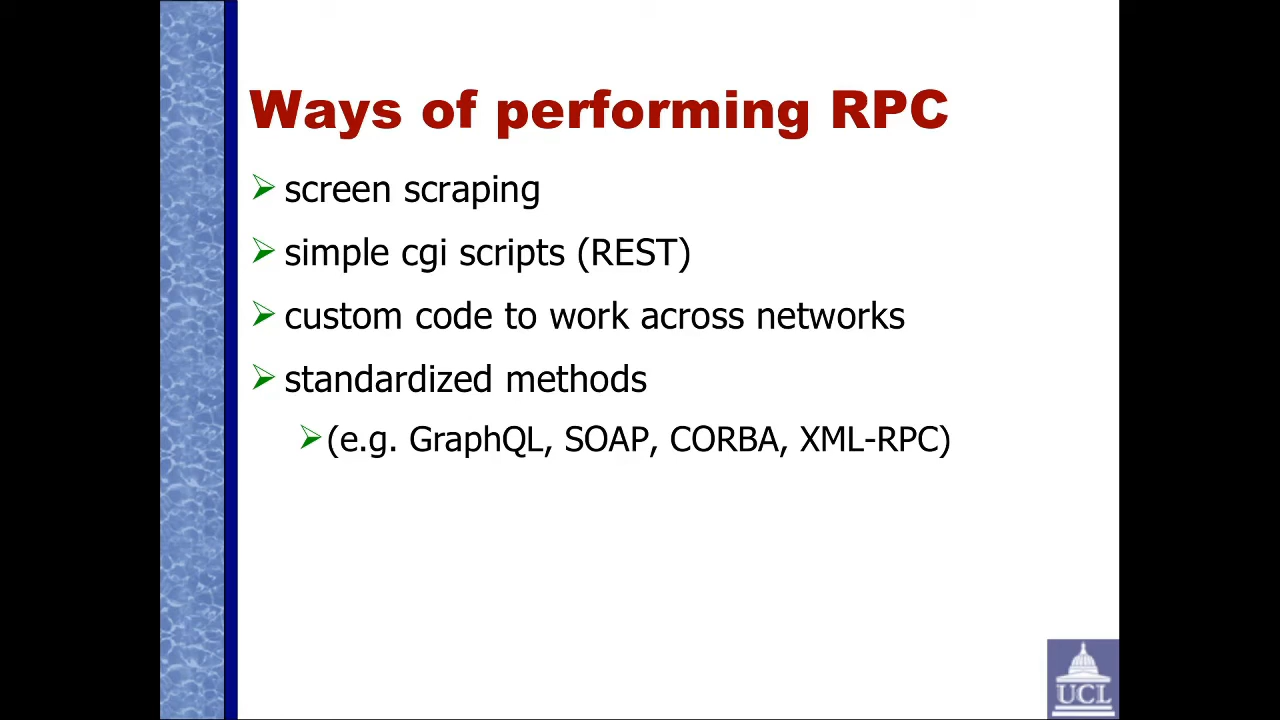 Ways of performing RPC
screen scraping
simple cgi scripts (REST)
custom code to work across networks
standardized methods
(e.g. GraphQL, SOAP, CORBA, XML-RPC)
UCL